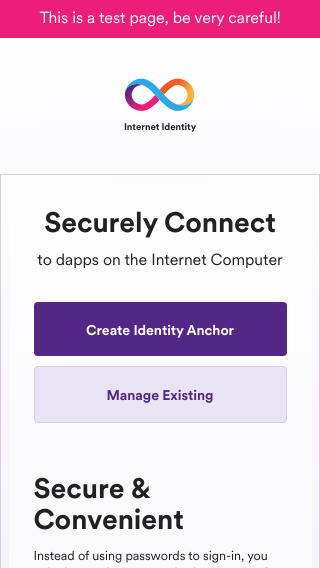 This is a test page, be very careful!
Internet Identity
Securely Connect
to dapps on the Internet Computer
Create Identity Anchor
Manage Existing
Secure &
Convenient
Instead of using passwords to sign-in, you